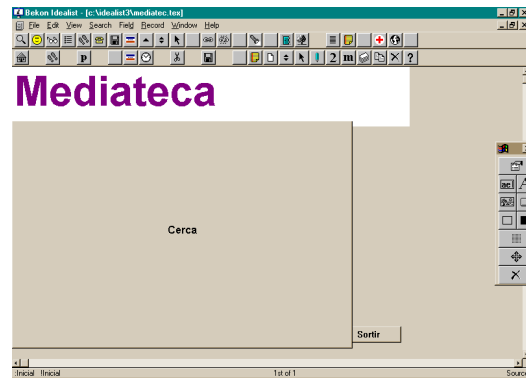 Bekon Idealist - [c:\idealist3\mediatec.tex]
File Edit View Search Field Record Window Help
P 2 m ?
Mediateca
Cerca
Sortir
:Inicial !Inicial 1st of 1 Source